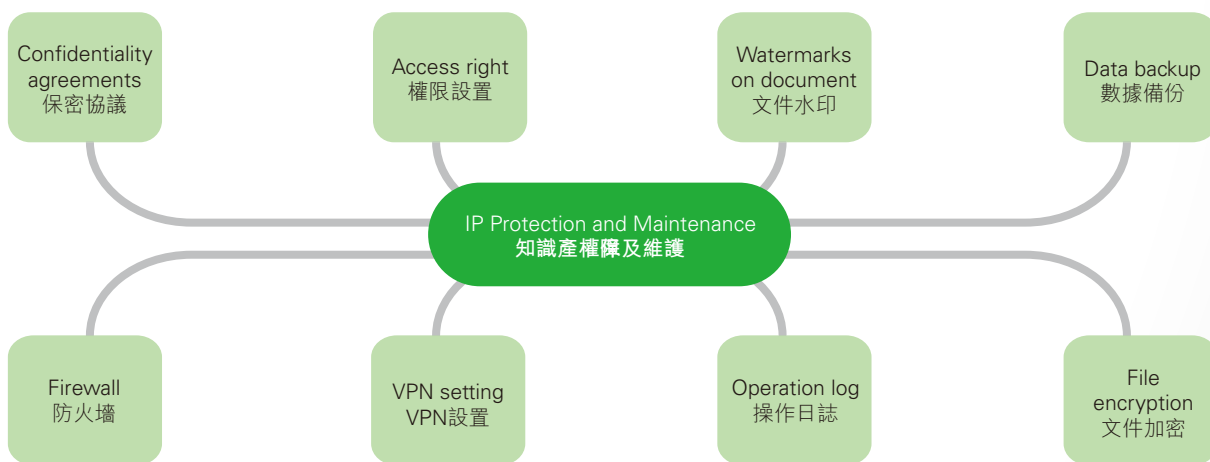 Confidentiality
agreements
保密協議
Access right
權限設置
Watermarks
on document
文件水印
Data backup
數據備份
IP Protection and Maintenance
知識產權障及維護
Firewall
防火墻
VPN setting
VPN設置
Operation log
操作日誌
File
encryption
文件加密